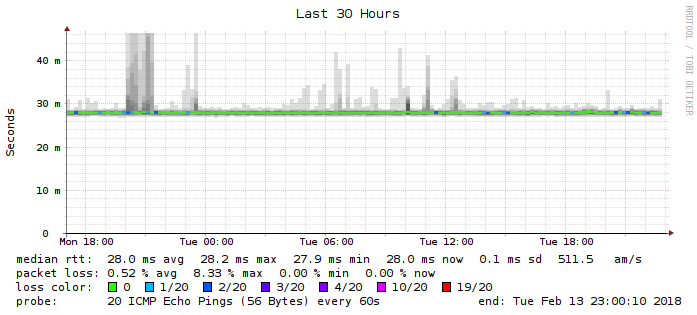 Last 30 Hours
RRDTOOL / TOBI OETIKER
Seconds
40 m
30 m
20 m
10 m
0
Mon 18:00 Tue 00:00 Tue 06:00 Tue 12:00 Tue 18:00
median rtt: 28.0 ms avg 28.2 ms max 27.9 ms min 28.0 ms now 0.1 ms sd 511.5 am/s
packet loss: 0.52 % avg 8.33 % max 0.00 % min 0.00 % now
loss color: 0 1/20 2/20 3/20 4/20 10/20 19/20
probe: 20 ICMP Echo Pings (56 Bytes) every 60s end: Tue Feb 13 23:00:10 2018